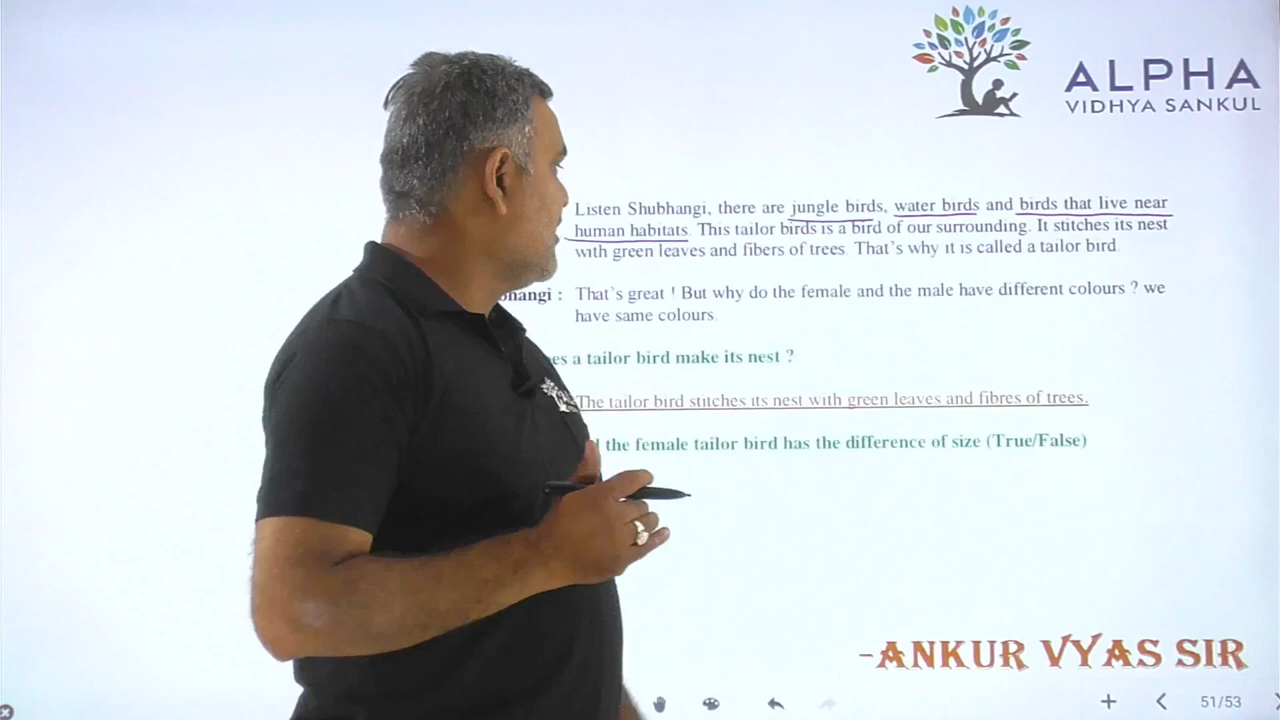 ALPHA
VIDHYA SANKUL
Listen Shubhangi, there are jungle birds, water birds and birds that live near
human habitats. This tailor birds is a bird of our surrounding. It stitches its nest
with green leaves and fibers of trees. That's why it is called a tailor bird.
hangi : That's great ! But why do the female and the male have different colours ? we
have same colours.
es a tailor bird make its nest ?
The tailor bird stitches its nest with green leaves and fibres of trees.
the female tailor bird has the difference of size (True/False)
-ANKUR VYAS SIR
51/53